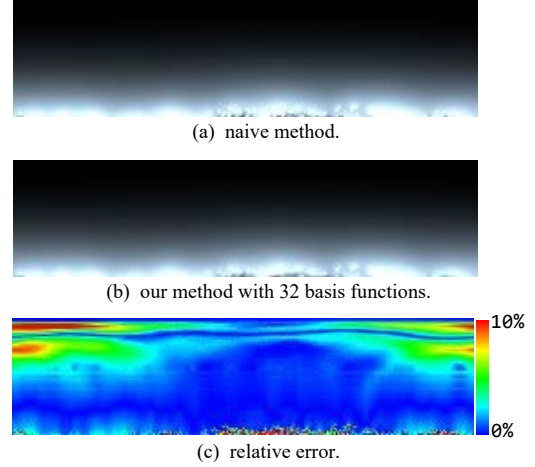 (a) naive method.
(b) our method with 32 basis functions.
10%
0%
(c) relative error.